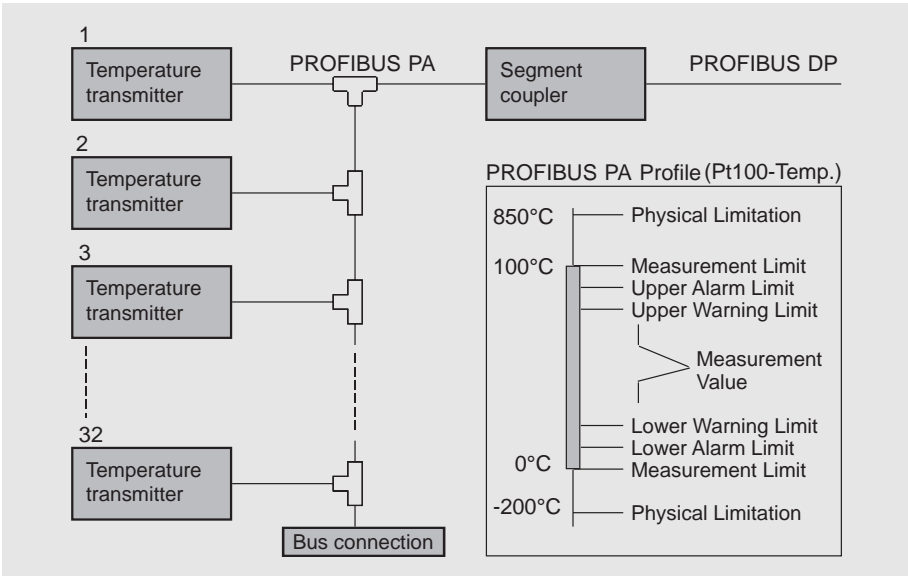 1
Temperature
transmitter
PROFIBUS PA
Segment
coupler
PROFIBUS DP
2
Temperature
transmitter
3
Temperature
transmitter
32
Temperature
transmitter
Bus connection
PROFIBUS PA Profile (Pt100-Temp.)
850°C
Physical Limitation
100°C
Measurement Limit
Upper Alarm Limit
Upper Warning Limit
Measurement
Value
Lower Warning Limit
Lower Alarm Limit
0°C
Measurement Limit
-200°C
Physical Limitation